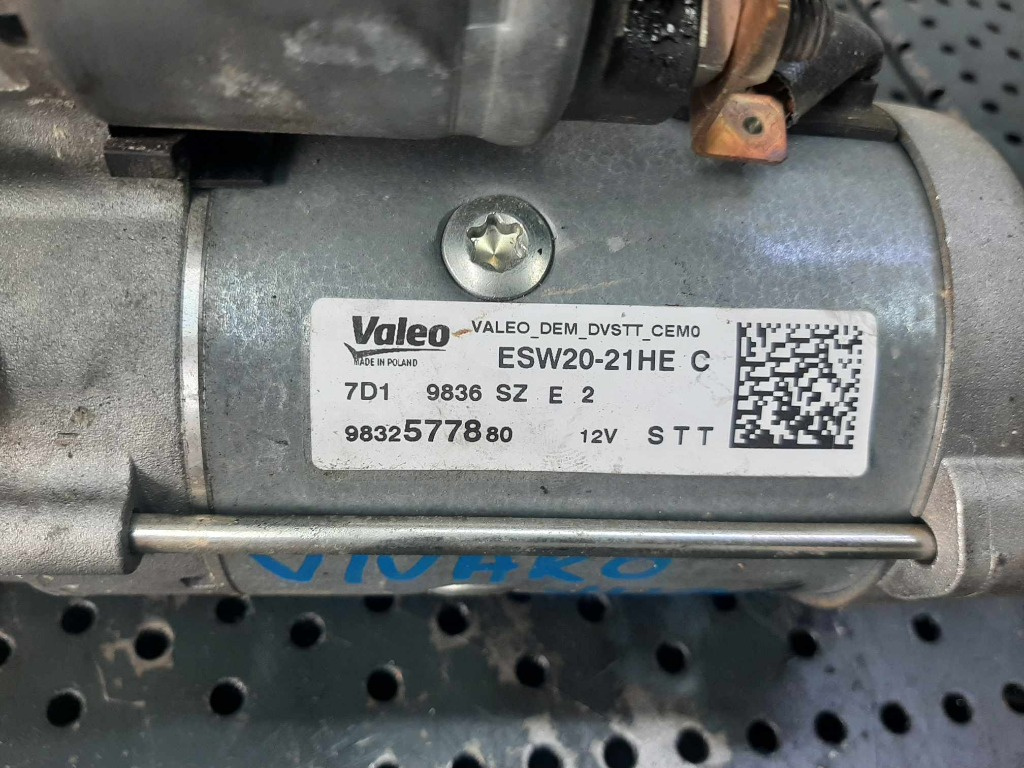 Valeo VALEO_DEM_DVSTT_CEM0
MADE IN POLAND ESW20-21HE C
7D1 9836 SZ E 2
9832577880 12V STT
VIVARO